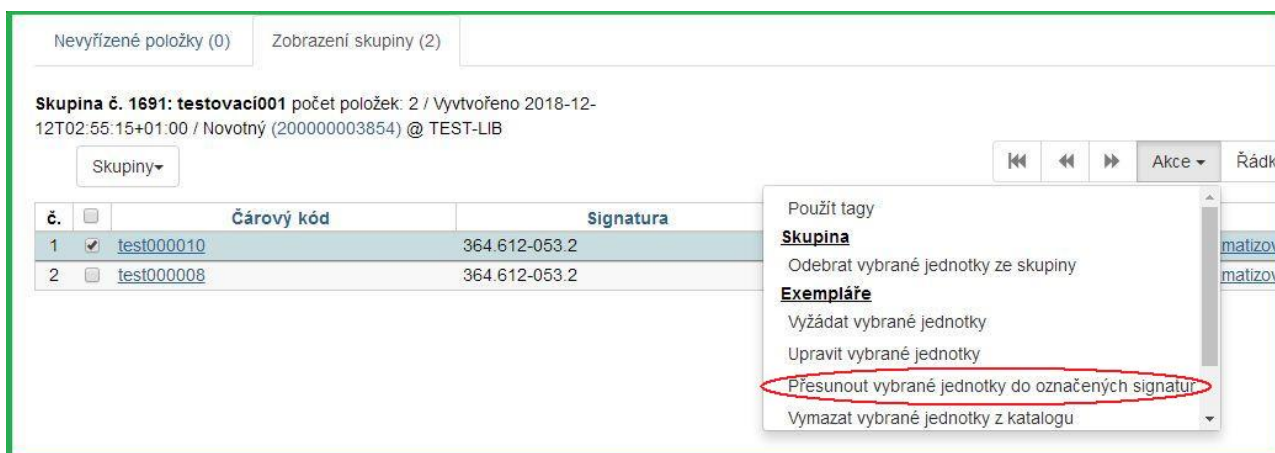 Nevyřízené položky (0) Zobrazení skupiny (2)
Skupina č. 1691: testovací001 počet položek: 2 / Vyvtvořeno 2018-12-
12T02:55:15+01:00 / Novotný (200000003854) @ TEST-LIB
Skupiny Akce Řádk
č. Čárový kód Signatura
1 test000010 364.612-053.2 matizov
2 test000008 364.612-053.2 matizov
Použít tagy
Skupina
Odebrat vybrané jednotky ze skupiny
Exempláře
Vyžádat vybrané jednotky
Upravit vybrané jednotky
Přesunout vybrané jednotky do označených signatur
Vymazat vybrané jednotky z katalogu